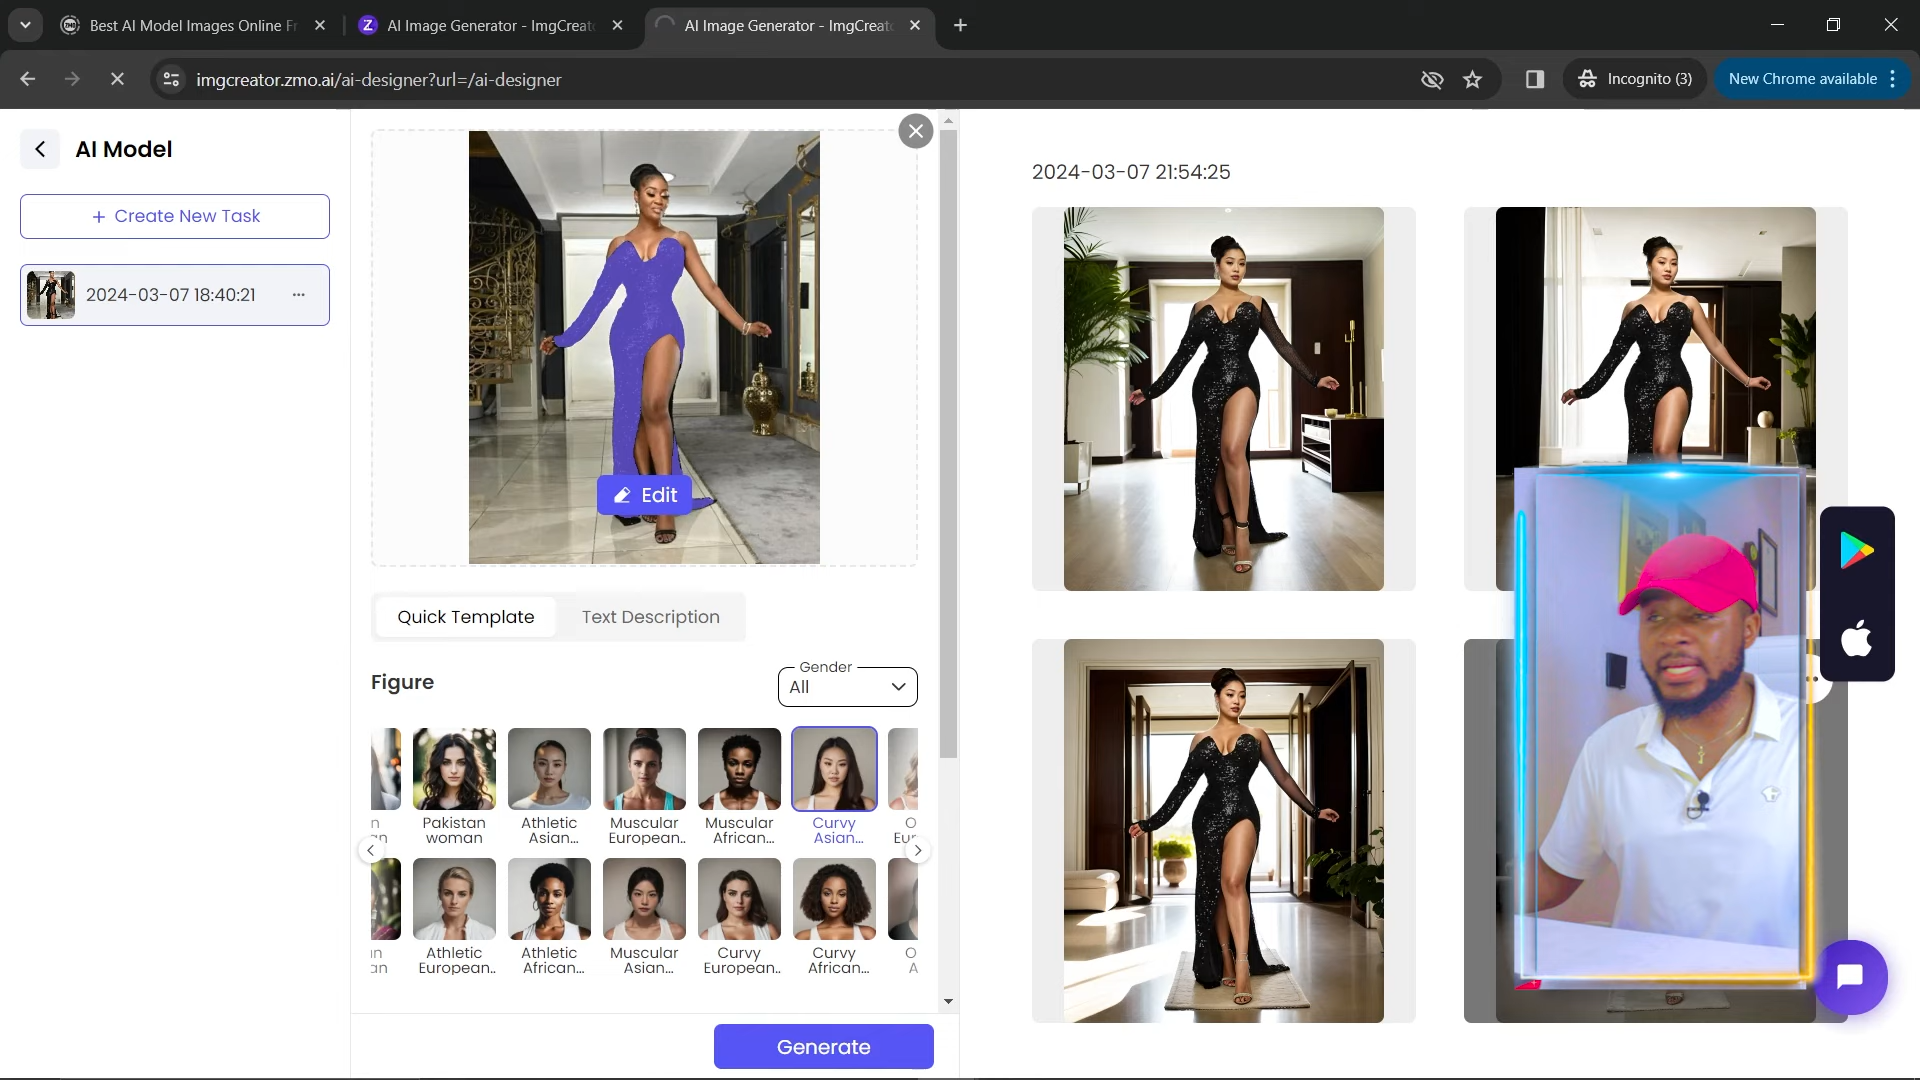 Best AI Model Images Online Fr
AI Image Generator - ImgCreato
AI Image Generator - ImgCreato
imgcreator.zmo.ai/ai-designer?url=/ai-designer
Incognito (3)
New Chrome available
AI Model
+ Create New Task
2024-03-07 18:40:21
Edit
Quick Template
Text Description
Figure
Gender
All
Pakistan woman
Athletic Asian...
Muscular European..
Muscular African...
Curvy Asian...
Athletic European..
Athletic African...
Muscular Asian...
Curvy European..
Curvy African...
Generate
2024-03-07 21:54:25